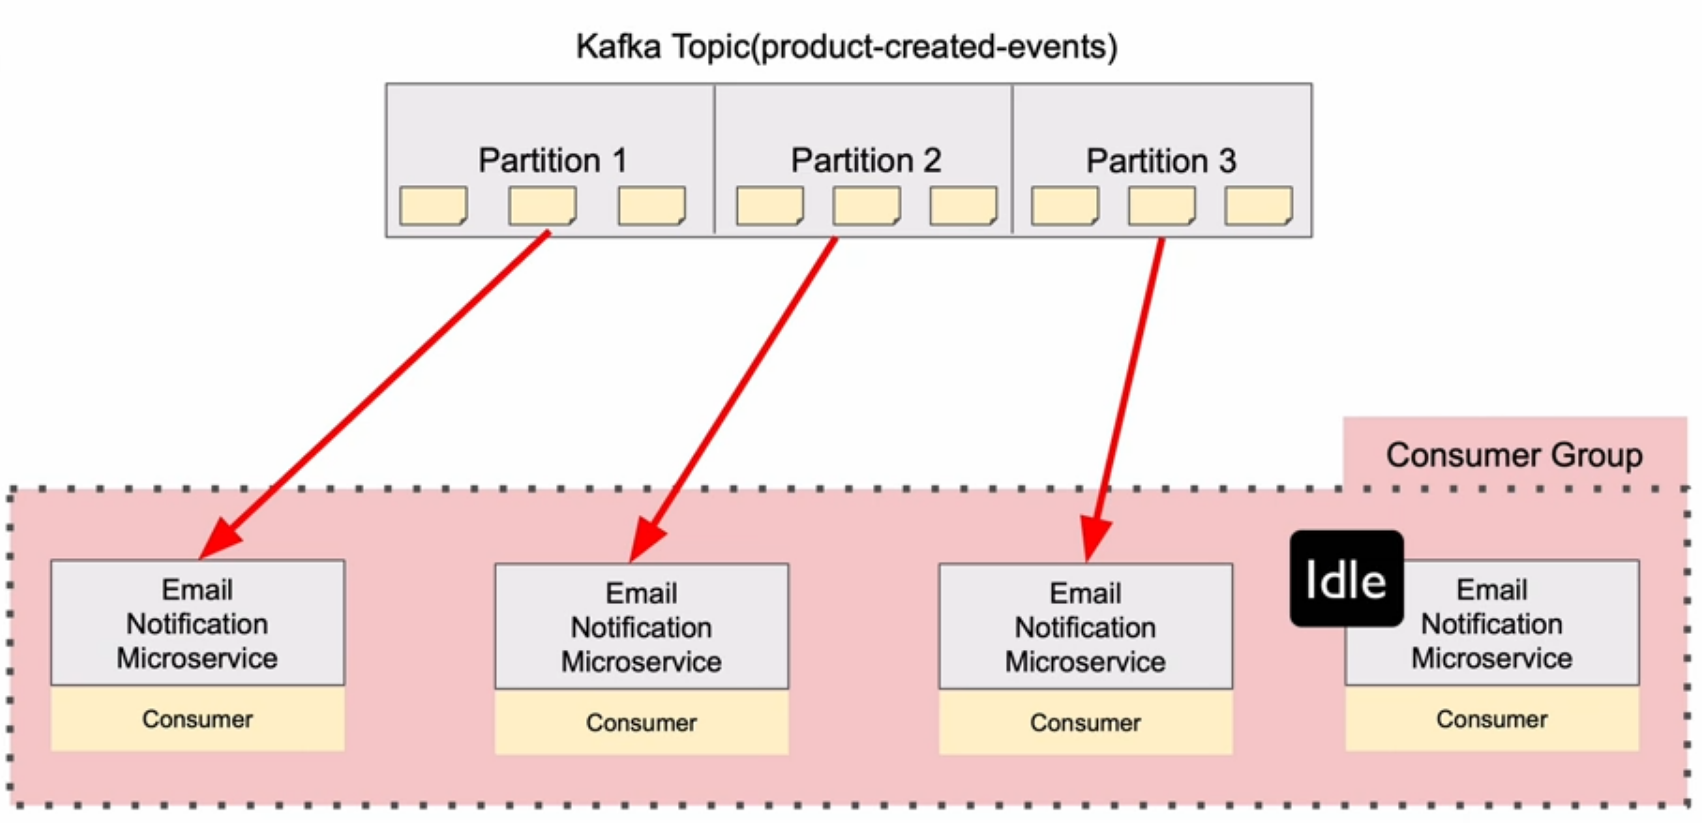 Kafka Topic(product-created-events)
Partition 1
Partition 2
Partition 3
Consumer Group
Email
Notification
Microservice
Consumer
Email
Notification
Microservice
Consumer
Email
Notification
Microservice
Consumer
Idle
Email
Notification
Microservice
Consumer